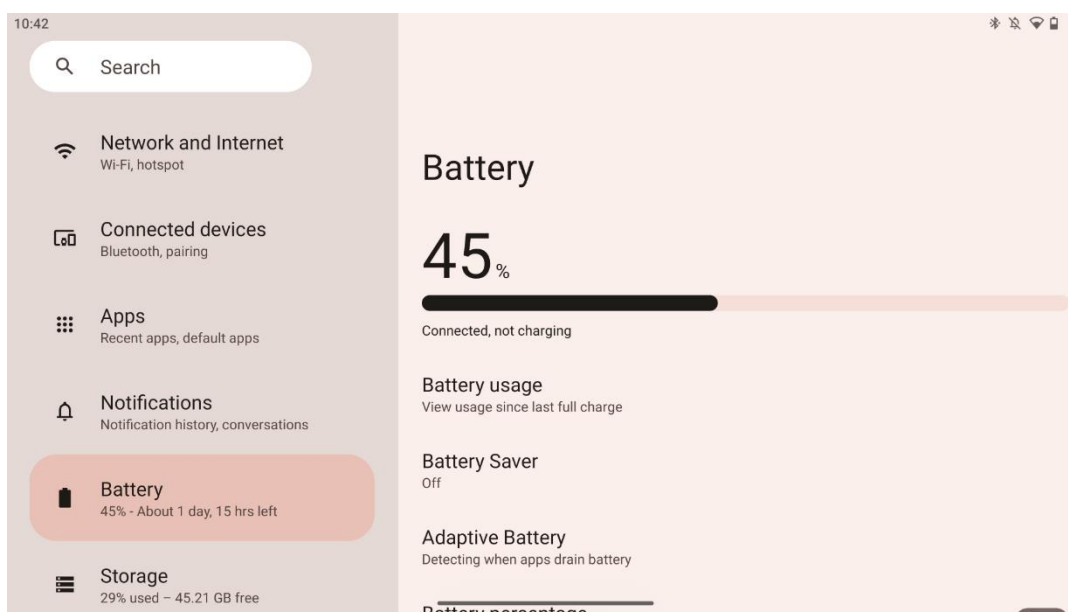 10:42
Search
Network and Internet
Wi-Fi, hotspot
Connected devices
Bluetooth, pairing
Apps
Recent apps, default apps
Notifications
Notification history, conversations
Battery
45% - About 1 day, 15 hrs left
Storage
29% used – 45.21 GB free
Battery
45%
Connected, not charging
Battery usage
View usage since last full charge
Battery Saver
Off
Adaptive Battery
Detecting when apps drain battery
Battery percentage